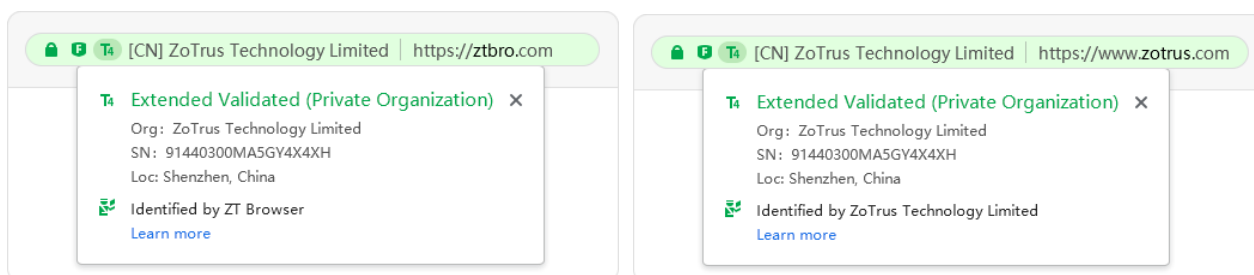 T4 [CN] ZoTrus Technology Limited https://ztbro.com
T4 Extended Validated (Private Organization)
Org: ZoTrus Technology Limited
SN: 91440300MA5GY4X4XH
Loc: Shenzhen, China
Identified by ZT Browser
Learn more
T4 [CN] ZoTrus Technology Limited https://www.zotrus.com
T4 Extended Validated (Private Organization)
Org: ZoTrus Technology Limited
SN: 91440300MA5GY4X4XH
Loc: Shenzhen, China
Identified by ZoTrus Technology Limited
Learn more